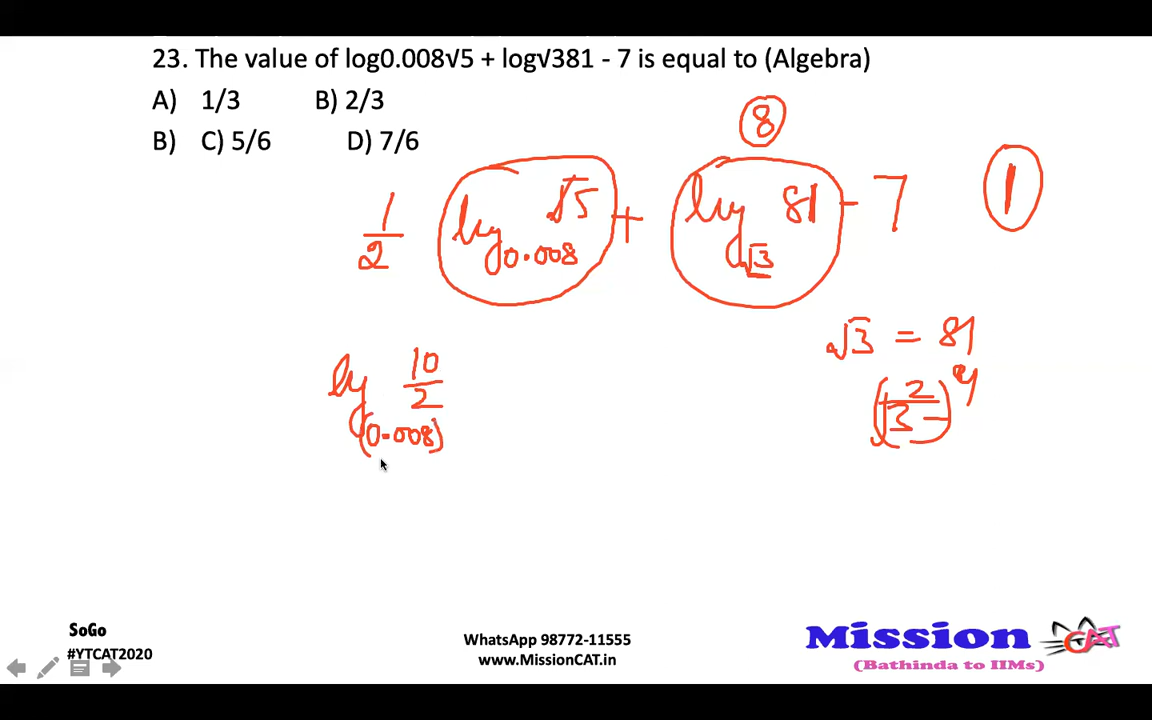 23. The value of log0.008√5 + log√381 - 7 is equal to (Algebra)
A) 1/3 B) 2/3
B) C) 5/6 D) 7/6
8
1/2 log0.008 √5 + log√3 81 - 7 1
√3 = 81
log(0.008) 10/2
(√3^2)^4
SoGo
#YTCAT2020
WhatsApp 98772-11555
www.MissionCAT.in
Mission CAT
(Bathinda to IIMs)